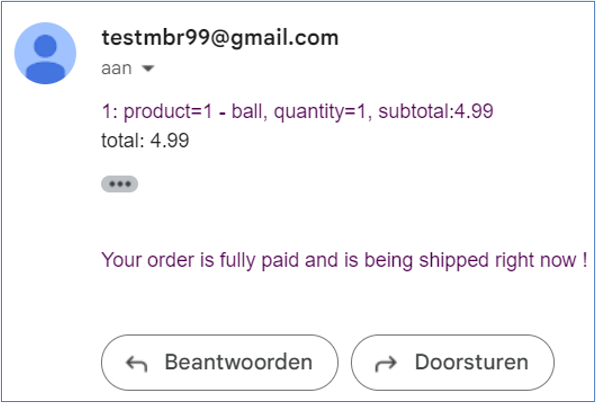 testmbr99@gmail.com
aan
1: product=1 - ball, quantity=1, subtotal:4.99
total: 4.99
Your order is fully paid and is being shipped right now !
Beantwoorden
Doorsturen